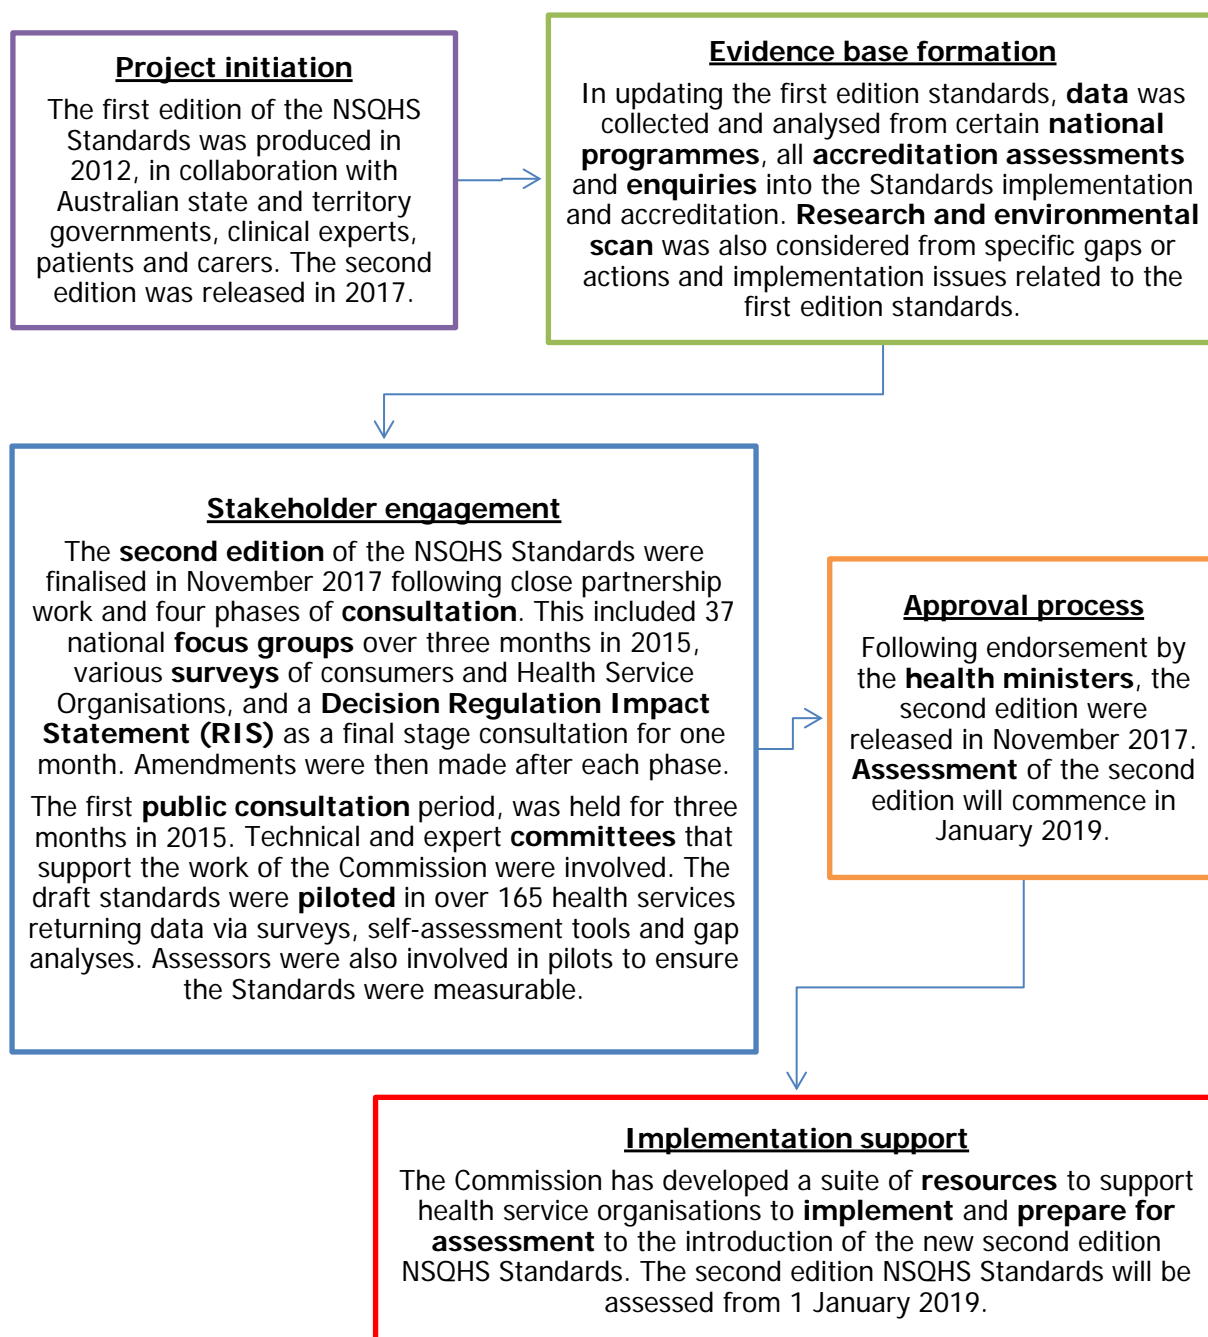 Project initiation
The first edition of the NSQHS
Standards was produced in
2012, in collaboration with
Australian state and territory
governments, clinical experts,
patients and carers. The second
edition was released in 2017.
Evidence base formation
In updating the first edition standards, data was
collected and analysed from certain national
programmes, all accreditation assessments
and enquiries into the Standards implementation
and accreditation. Research and environmental
scan was also considered from specific gaps or
actions and implementation issues related to the
first edition standards.
Stakeholder engagement
The second edition of the NSQHS Standards were
finalised in November 2017 following close partnership
work and four phases of consultation. This included 37
national focus groups over three months in 2015,
various surveys of consumers and Health Service
Organisations, and a Decision Regulation Impact
Statement (RIS) as a final stage consultation for one
month. Amendments were then made after each phase.
The first public consultation period, was held for three
months in 2015. Technical and expert committees that
support the work of the Commission were involved. The
draft standards were piloted in over 165 health services
returning data via surveys, self-assessment tools and gap
analyses. Assessors were also involved in pilots to ensure
the Standards were measurable.
Approval process
Following endorsement by
the health ministers, the
second edition were
released in November 2017.
Assessment of the second
edition will commence in
January 2019.
Implementation support
The Commission has developed a suite of resources to support
health service organisations to implement and prepare for
assessment to the introduction of the new second edition
NSQHS Standards. The second edition NSQHS Standards will be
assessed from 1 January 2019.